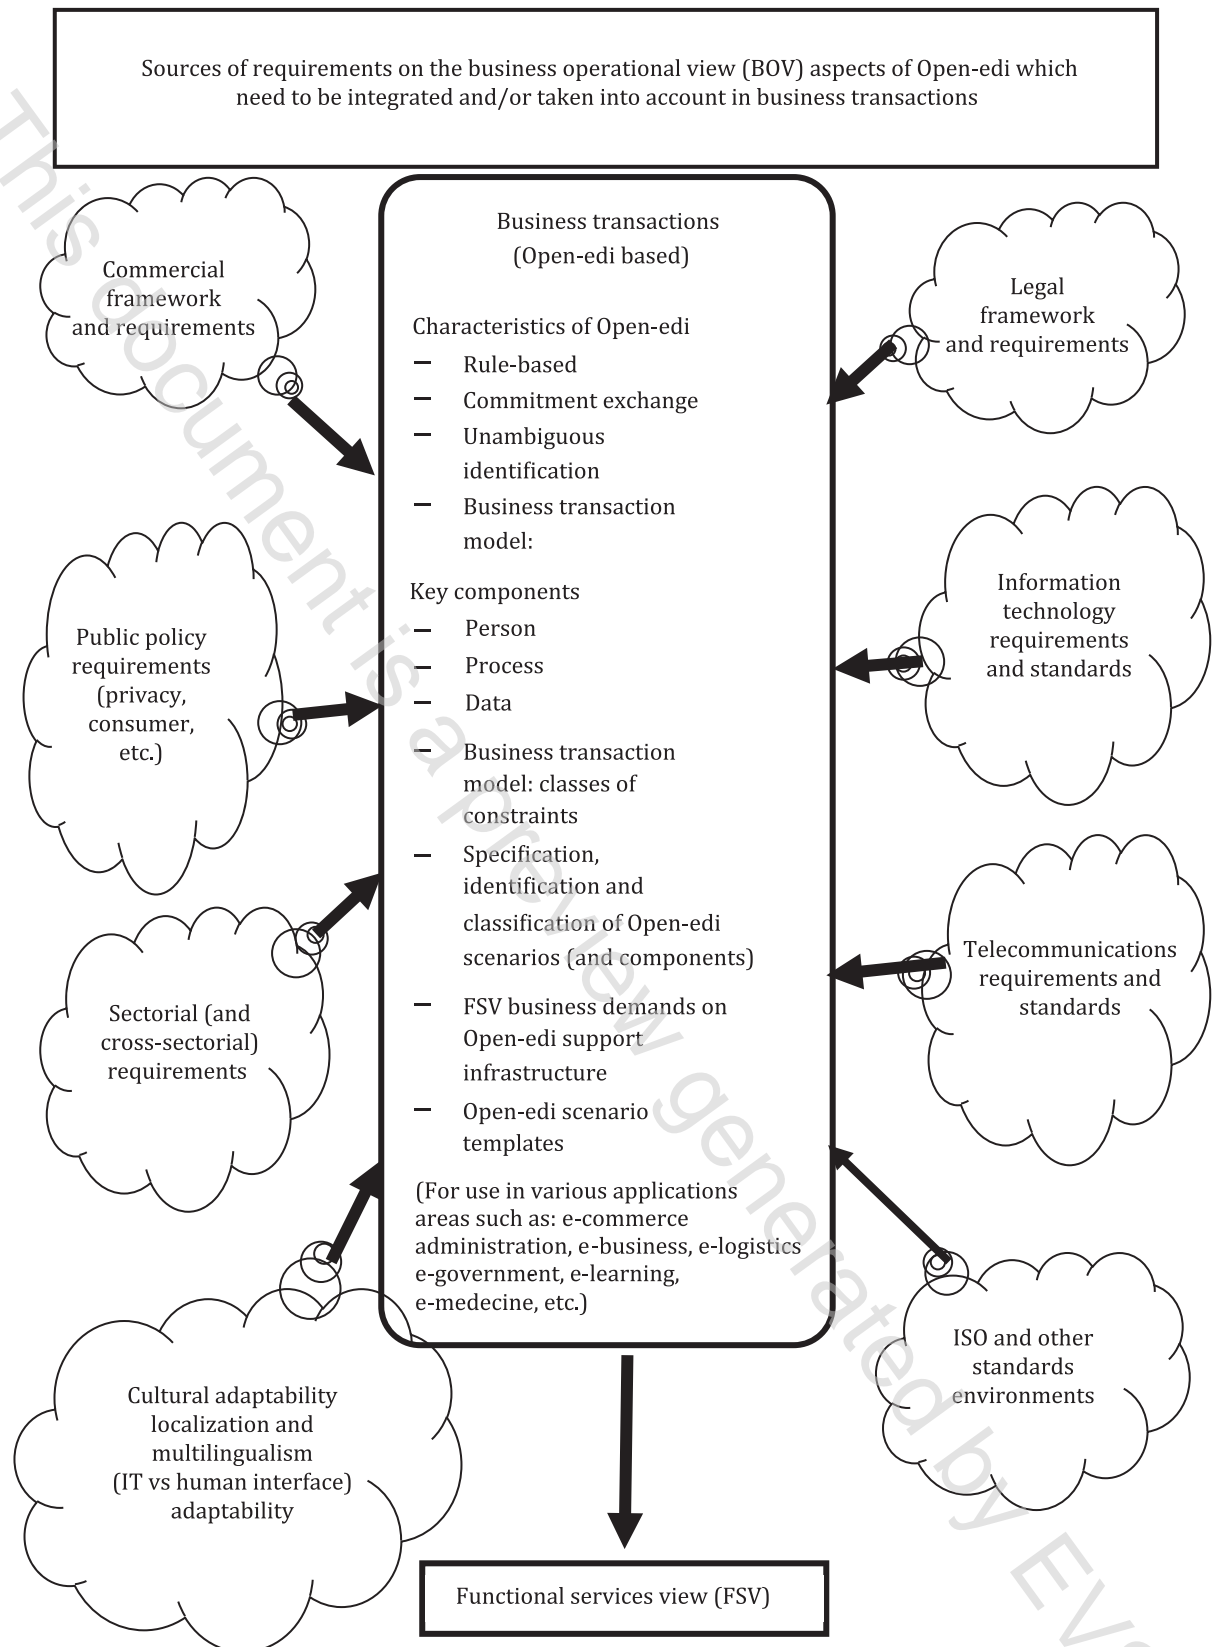 Sources of requirements on the business operational view (BOV) aspects of Open-edi which
need to be integrated and/or taken into account in business transactions
Commercial
framework
and requirements
Public policy
requirements
(privacy,
consumer,
etc.)
Sectorial (and
cross-sectorial)
requirements
Cultural adaptability
localization and
multilingualism
(IT vs human interface)
adaptability
Business transactions
(Open-edi based)
Characteristics of Open-edi
— Rule-based
— Commitment exchange
— Unambiguous
identification
— Business transaction
model:
Key components
— Person
— Process
— Data
— Business transaction
model: classes of
constraints
— Specification,
identification and
classification of Open-edi
scenarios (and components)
— FSV business demands on
Open-edi support
infrastructure
— Open-edi scenario
templates
(For use in various applications
areas such as: e-commerce
administration, e-business, e-logistics
e-government, e-learning,
e-medecine, etc.)
Legal
framework
and requirements
Information
technology
requirements
and standards
Telecommunications
requirements and
standards
ISO and other
standards
environments
Functional services view (FSV)
This document is a preview generated by EVS